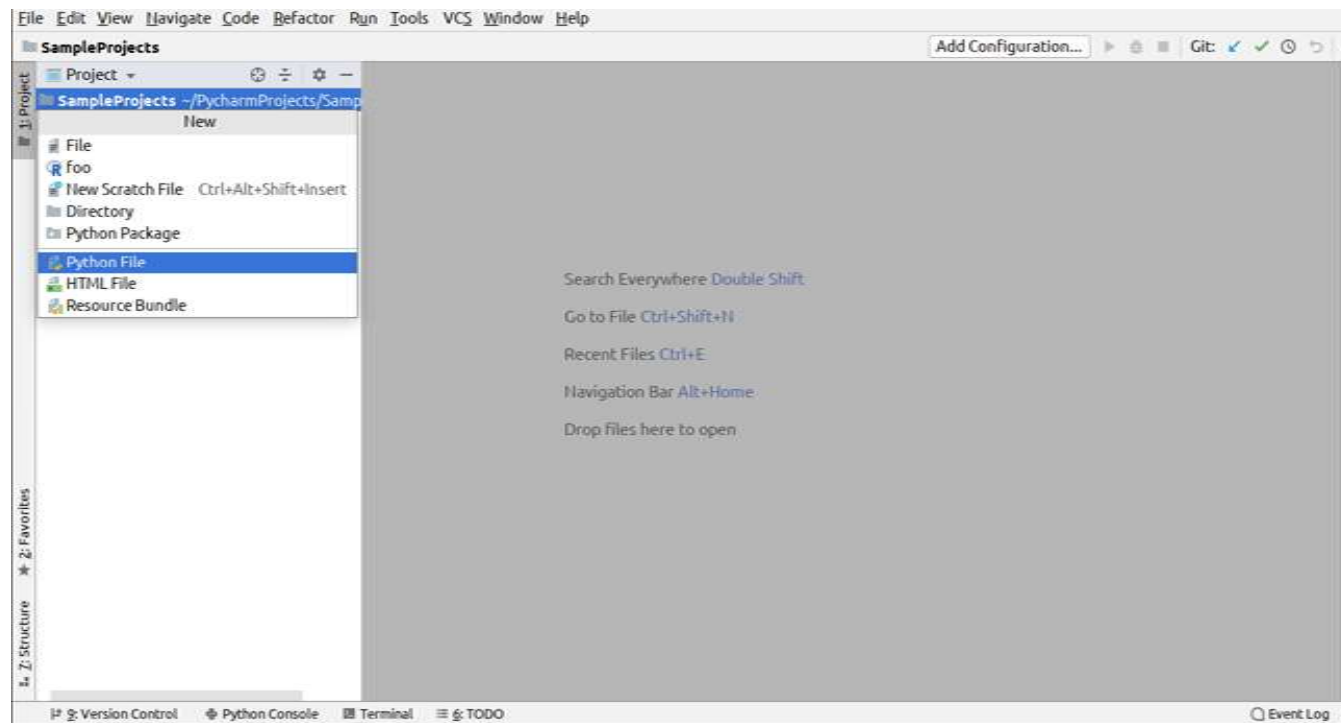 File Edit View Navigate Code Refactor Run Tools VCS Window Help
SampleProjects
Add Configuration... Git:
Project
SampleProjects ~/PycharmProjects/Samp
New
File
foo
New Scratch File Ctrl+Alt+Shift+Insert
Directory
Python Package
Python File
HTML File
Resource Bundle
Search Everywhere Double Shift
Go to File Ctrl+Shift+N
Recent Files Ctrl+E
Navigation Bar Alt+Home
Drop files here to open
1: Project
2: Favorites
Z: Structure
9: Version Control Python Console Terminal 6: TODO Event Log